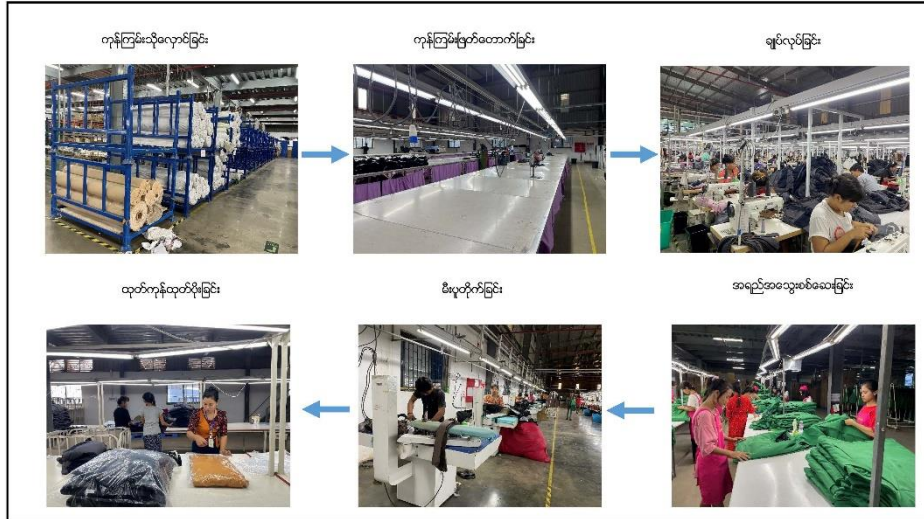 ကုန်ကြမ်းသိုလှောင်ခြင်း
ကုန်ကြမ်းဖြတ်တောက်ခြင်း
ချုပ်လုပ်ခြင်း
အရည်အသွေးစစ်ဆေးခြင်း
မီးပူတိုက်ခြင်း
ထုတ်ကုန်ထုတ်ပိုးခြင်း